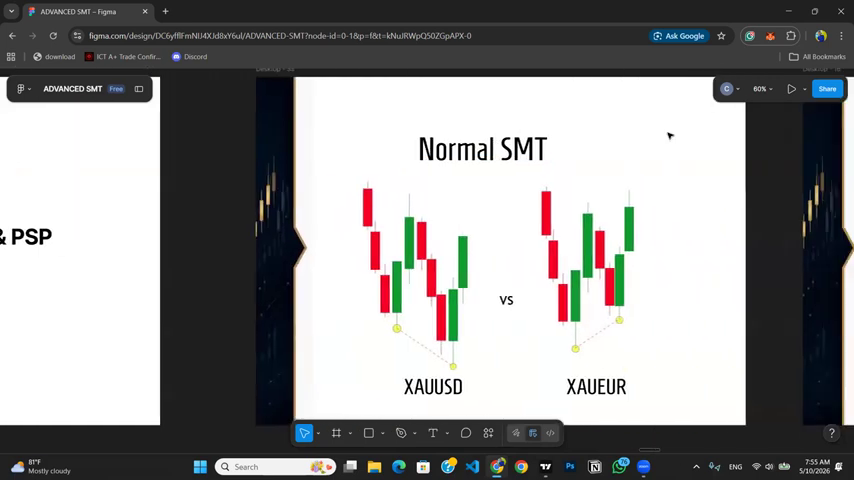 ADVANCED SMT – Figma
figma.com/design/DC6yflFmNlJ4XJd8xY6ul/ADVANCED-SMT?node-id=0-1&p=f&t=kNuJRWpQ50ZGpAPX-0
Ask Google
download
ICT A+ Trade Confir...
Discord
All Bookmarks
ADVANCED SMT
Free
C
60%
Share
Normal SMT
& PSP
vs
XAUUSD
XAUEUR
81°F
Mostly cloudy
Search
76
ENG
7:55 AM
5/10/2026